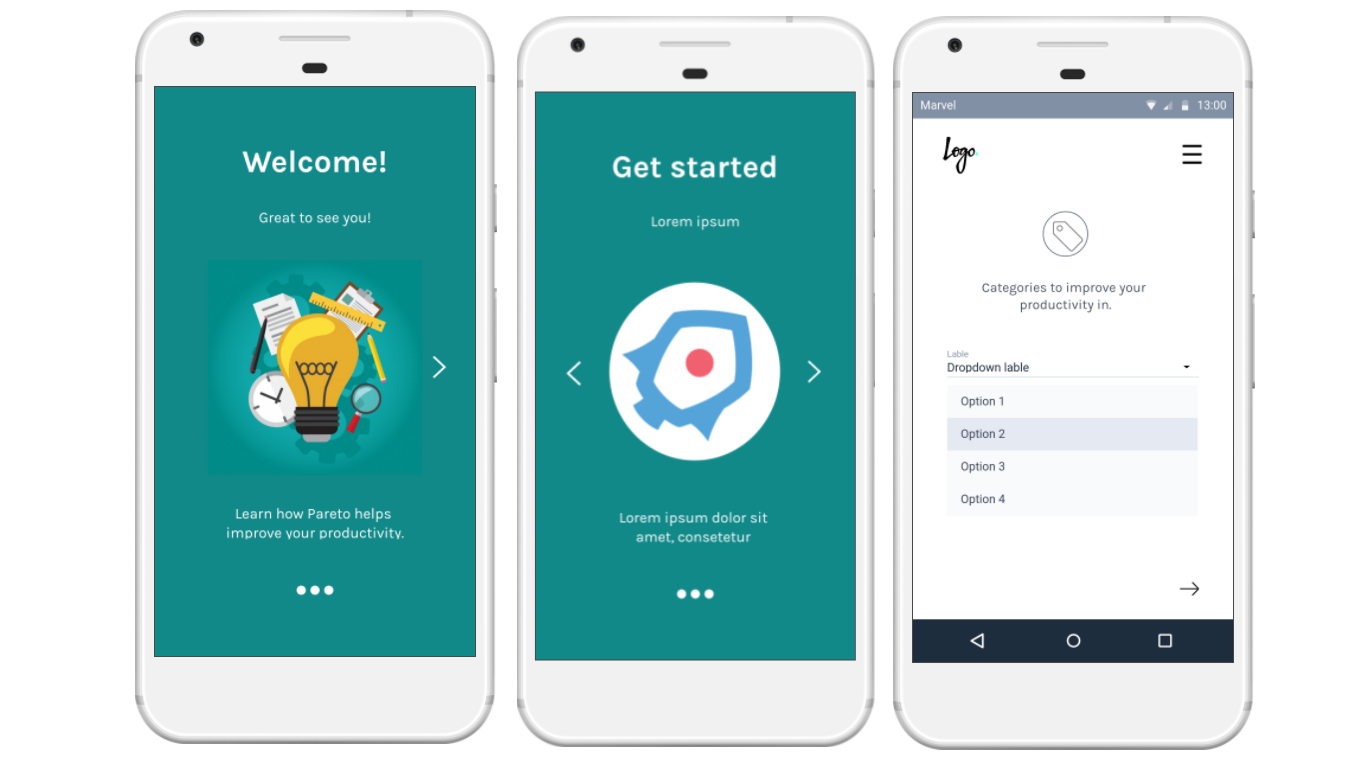 Welcome!
Great to see you!
Learn how Pareto helps
improve your productivity.
Get started
Lorem ipsum
Lorem ipsum dolor sit
amet, consetetur
Marvel 13:00
Logo.
Categories to improve your
productivity in.
Lable
Dropdown lable
Option 1
Option 2
Option 3
Option 4